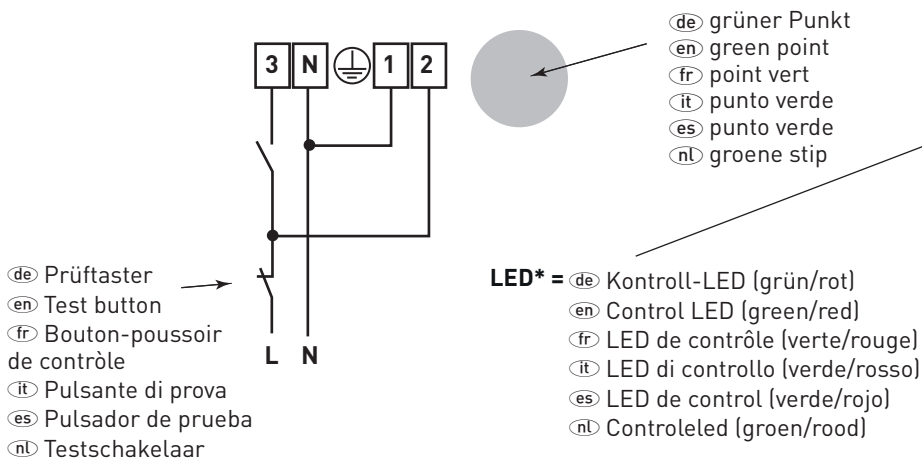 3 N 1 2
de grüner Punkt
en green point
fr point vert
it punto verde
es punto verde
nl groene stip
de Prüftaster
en Test button
fr Bouton-poussoir
de contrôle
it Pulsante di prova
es Pulsador de prueba
nl Testschakelaar
L N
LED* = de Kontroll-LED (grün/rot)
en Control LED (green/red)
fr LED de contrôle (verte/rouge)
it LED di controllo (verde/rosso)
es LED de control (verde/rojo)
nl Controleled (groen/rood)